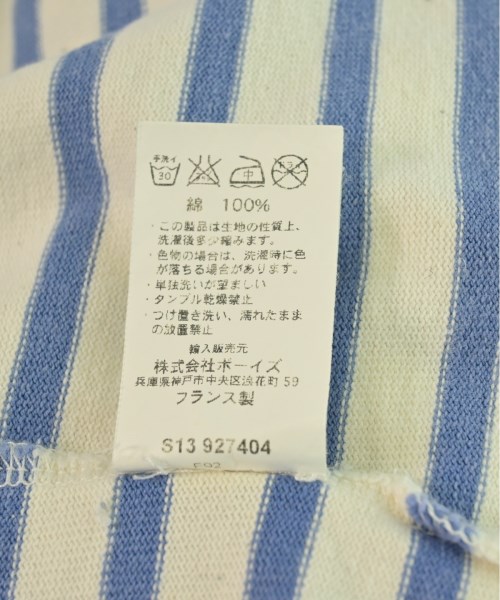 手洗イ
30
中
ドライ
綿 100%
・この製品は生地の性質上、
洗濯後多少縮みます。
・色物の場合は、洗濯時に色
が落ちる場合があります。
・単独洗いが望ましい
・タンブル乾燥禁止
・つけ置き洗い、濡れたまま
の放置禁止
輸入販売元
株式会社ボーイズ
兵庫県神戸市中央区浪花町59
フランス製
S13 927404